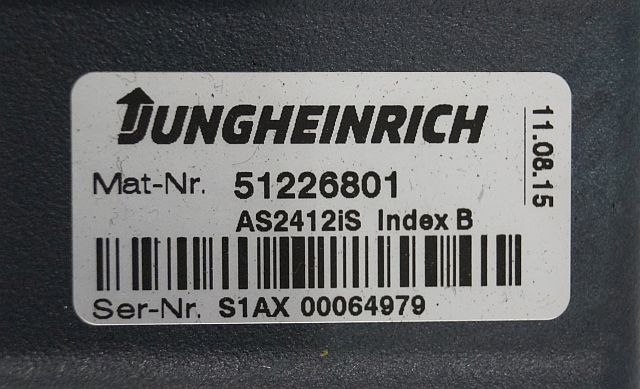 JUNGHEINRICH
Mat-Nr. 51226801
AS2412iS Index B
Ser-Nr. S1AX 00064979
11.08.15